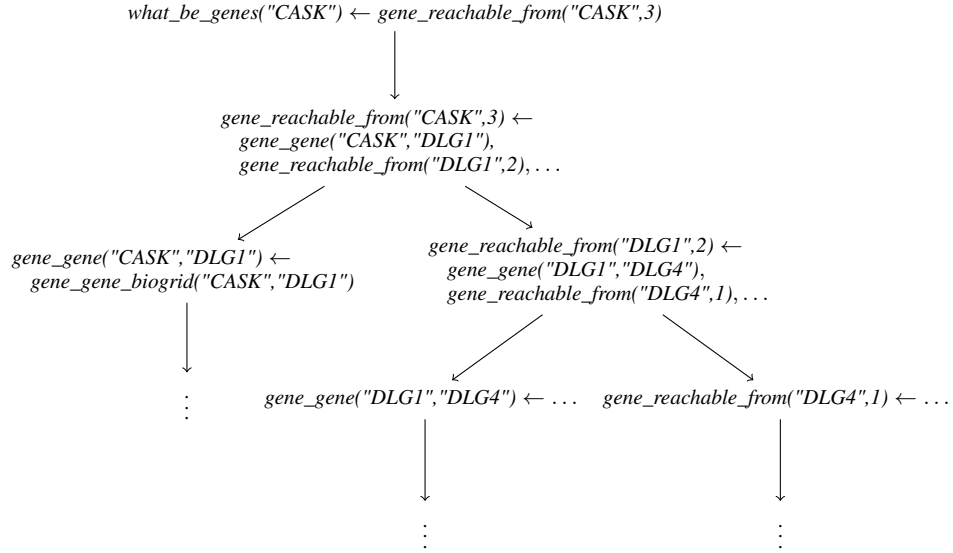 what_be_genes("CASK") ← gene_reachable_from("CASK",3)
gene_reachable_from("CASK",3) ←
gene_gene("CASK","DLG1"),
gene_reachable_from("DLG1",2), . . .
gene_gene("CASK","DLG1") ←
gene_gene_biogrid("CASK","DLG1")
gene_reachable_from("DLG1",2) ←
gene_gene("DLG1","DLG4"),
gene_reachable_from("DLG4",1), . . .
⋮
gene_gene("DLG1","DLG4") ← . . .
gene_reachable_from("DLG4",1) ← . . .
⋮
⋮